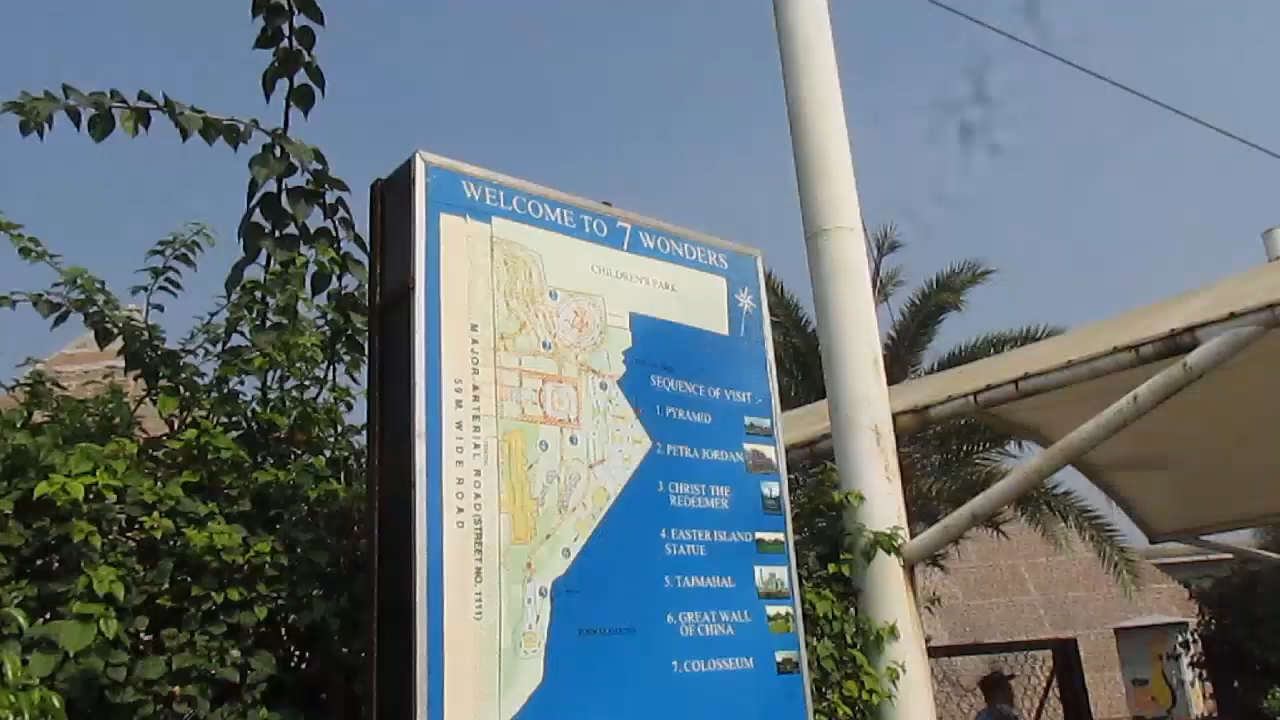 WELCOME TO 7 WONDERS
CHILDREN'S PARK
MAJOR ARTERIAL ROAD (STREET NO. 1111)
59 M. WIDE ROAD
SEQUENCE OF VISIT :-
1. PYRAMID
2. PETRA JORDAN
3. CHRIST THE
REDEEMER
4. EASTER ISLAND
STATUE
5. TAJMAHAL
6. GREAT WALL
OF CHINA
7. COLOSSEUM